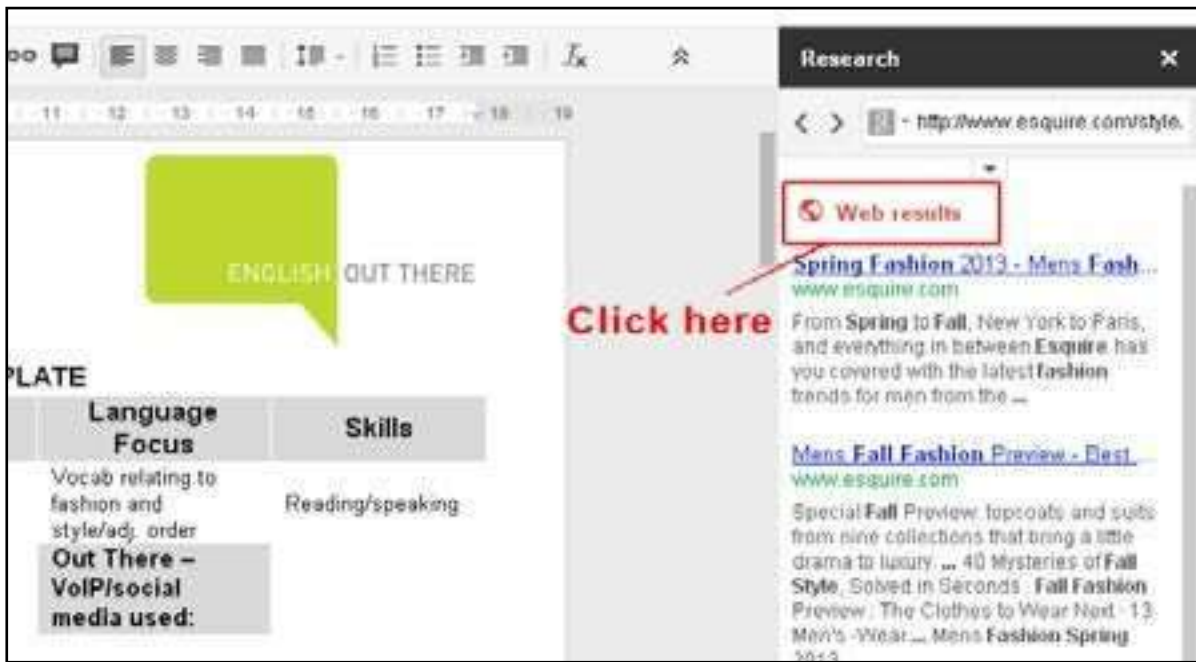 Research ×
11 12 13 14 15 16 17 18 19
http://www.esquire.com/style.
Web results
ENGLISH OUT THERE
Click here
Spring Fashion 2013 - Mens Fash...
www.esquire.com
From Spring to Fall, New York to Paris,
and everything in between Esquire has
you covered with the latest fashion
trends for men from the ...
PLATE
Language
Focus
Skills
Vocab relating to
fashion and
style/adj. order
Reading/speaking
Out There –
VoIP/social
media used:
Mens Fall Fashion Preview - Best
www.esquire.com
Special Fall Preview: topcoats and suits
from nine collections that bring a little
drama to luxury. ... 40 Mysteries of Fall
Style, Solved in Seconds. Fall Fashion
Preview: The Clothes to Wear Next · 13
Men's -Wear ... Mens Fashion Spring
2013